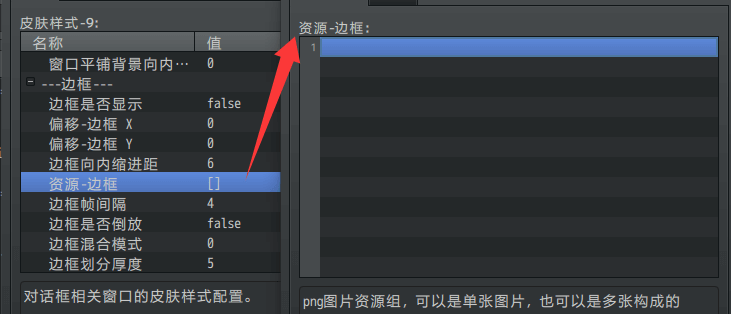 皮肤样式-9:
名称 值
窗口平铺背景向内… 0
---边框---
边框是否显示 false
偏移-边框 X 0
偏移-边框 Y 0
边框向内缩进距 6
资源-边框 []
边框帧间隔 4
边框是否倒放 false
边框混合模式 0
边框划分厚度 5
对话框相关窗口的皮肤样式配置。
资源-边框:
1
png图片资源组，可以是单张图片，也可以是多张构成的